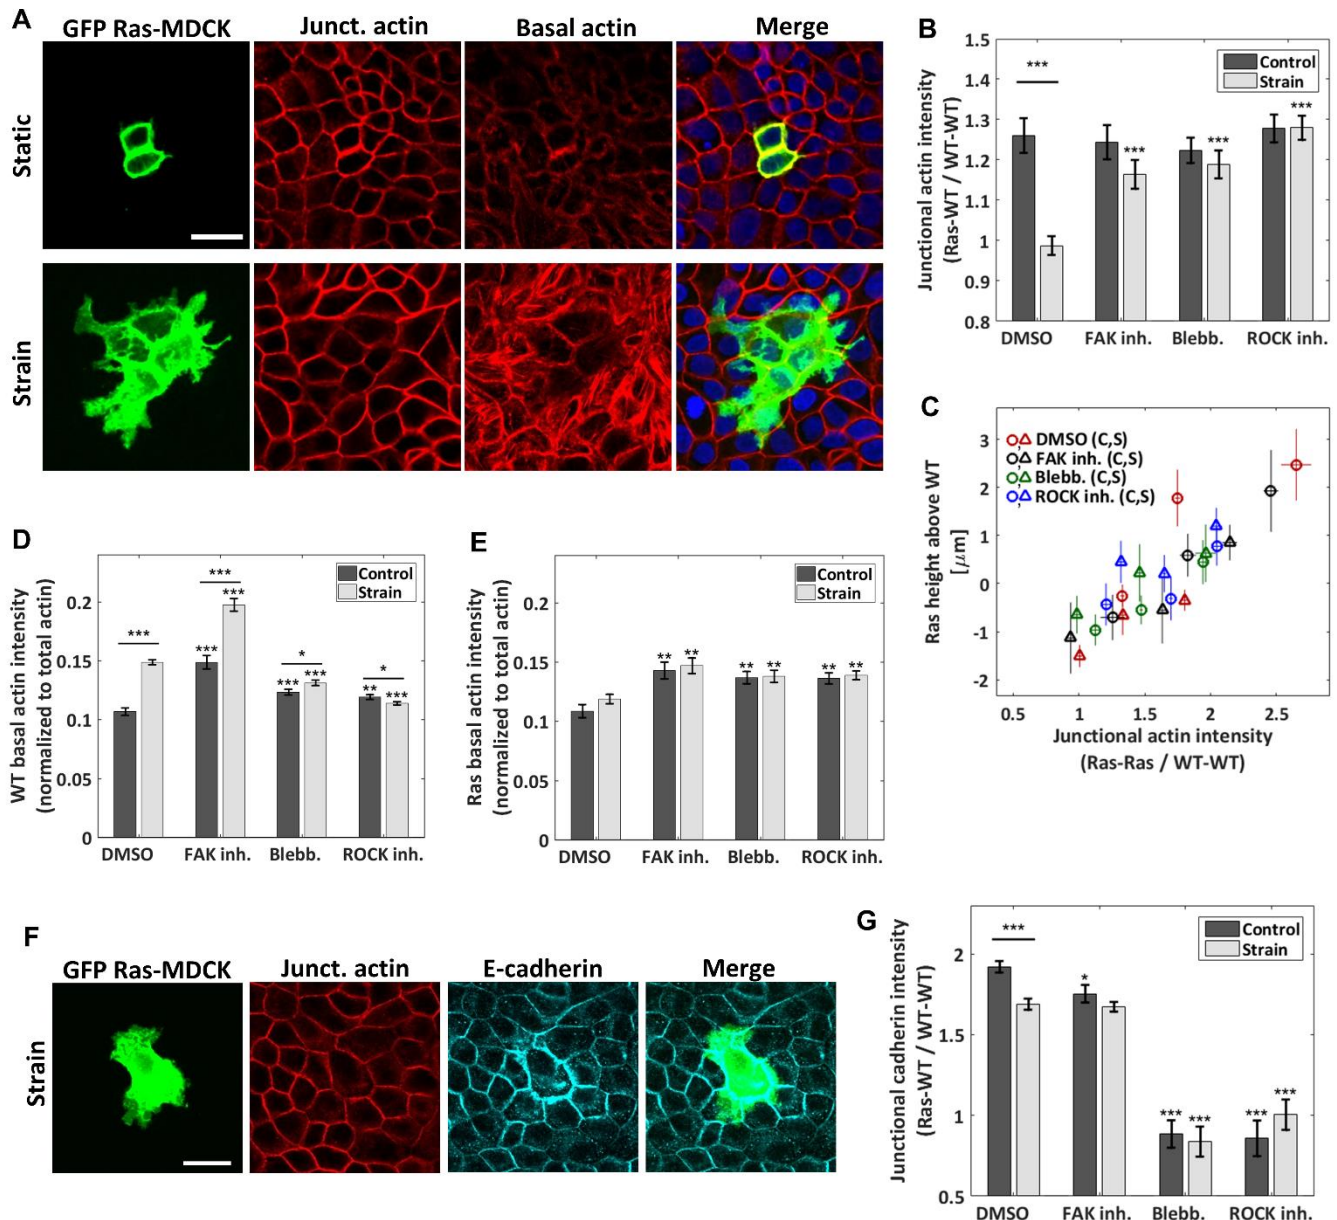 A
GFP Ras-MDCK
Junct. actin
Basal actin
Merge
Static
Strain
B
1.5
1.4
1.3
1.2
1.1
1
0.9
0.8
Junctional actin intensity
(Ras-WT / WT-WT)
Control
Strain
***
***
***
***
DMSO
FAK inh.
Blebb.
ROCK inh.
C
3
2
1
0
-1
-2
Ras height above WT
[μm]
DMSO (C,S)
FAK inh. (C,S)
Blebb. (C,S)
ROCK inh. (C,S)
0.5
1
1.5
2
2.5
Junctional actin intensity
(Ras-Ras / WT-WT)
D
0.2
0.15
0.1
0.05
0
WT basal actin intensity
(normalized to total actin)
Control
Strain
***
***
***
***
*
***
***
*
**
***
DMSO
FAK inh.
Blebb.
ROCK inh.
E
0.2
0.15
0.1
0.05
0
Ras basal actin intensity
(normalized to total actin)
Control
Strain
**
**
**
**
**
**
DMSO
FAK inh.
Blebb.
ROCK inh.
F
GFP Ras-MDCK
Junct. actin
E-cadherin
Merge
Strain
G
2
1.5
1
0.5
Junctional cadherin intensity
(Ras-WT / WT-WT)
Control
Strain
***
*
***
***
***
***
DMSO
FAK inh.
Blebb.
ROCK inh.